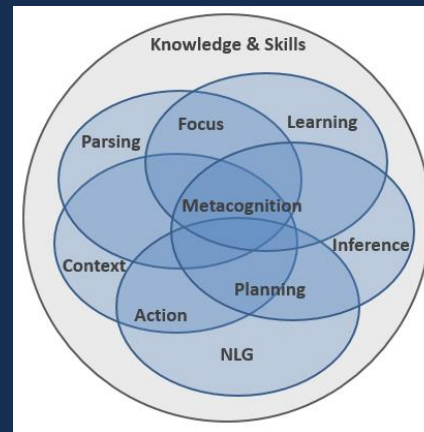 Knowledge & Skills
Focus
Learning
Parsing
Metacognition
Inference
Context
Planning
Action
NLG